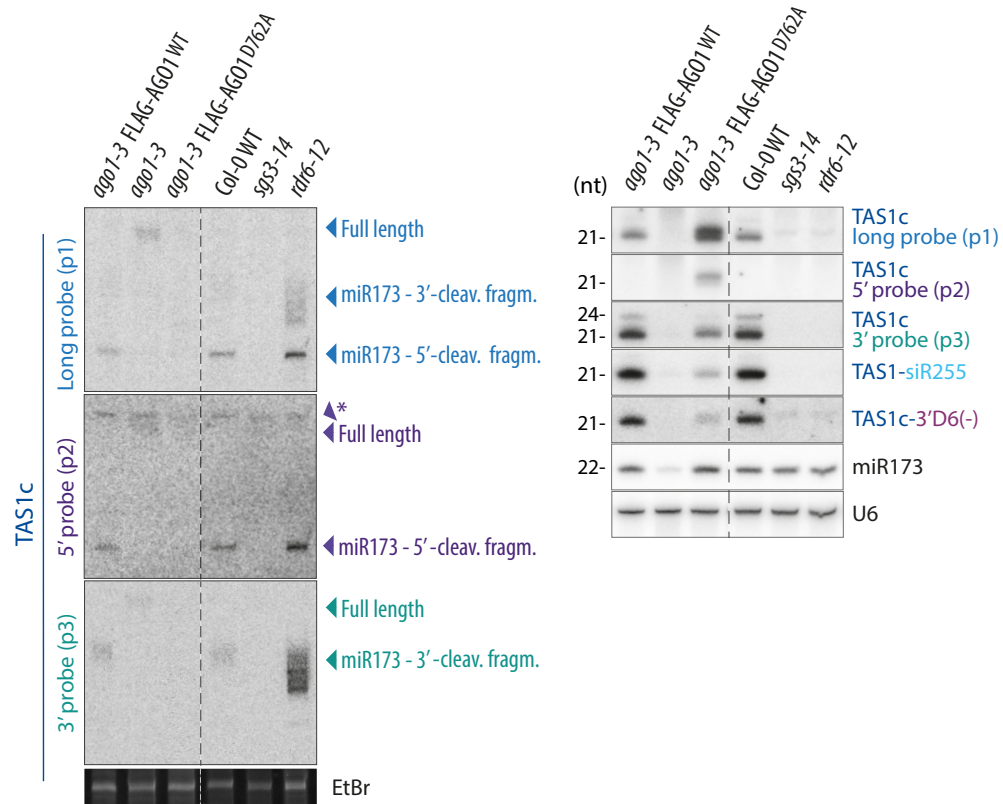 ago1-3 FLAG-AGO1 WT
ago1-3
ago1-3 FLAG-AGO1 D762A
Col-0 WT
sgs3-14
rdr6-12
TAS1c
Long probe (p1)
Full length
miR173 - 3'-cleav. fragm.
miR173 - 5'-cleav. fragm.
5' probe (p2)
*
Full length
miR173 - 5'-cleav. fragm.
3' probe (p3)
Full length
miR173 - 3'-cleav. fragm.
EtBr
ago1-3 FLAG-AGO1 WT
ago1-3
ago1-3 FLAG-AGO1 D762A
Col-0 WT
sgs3-14
rdr6-12
(nt)
21-
TAS1c
long probe (p1)
21-
TAS1c
5' probe (p2)
24-
21-
TAS1c
3' probe (p3)
21-
TAS1-siR255
21-
TAS1c-3'D6(-)
22-
miR173
U6